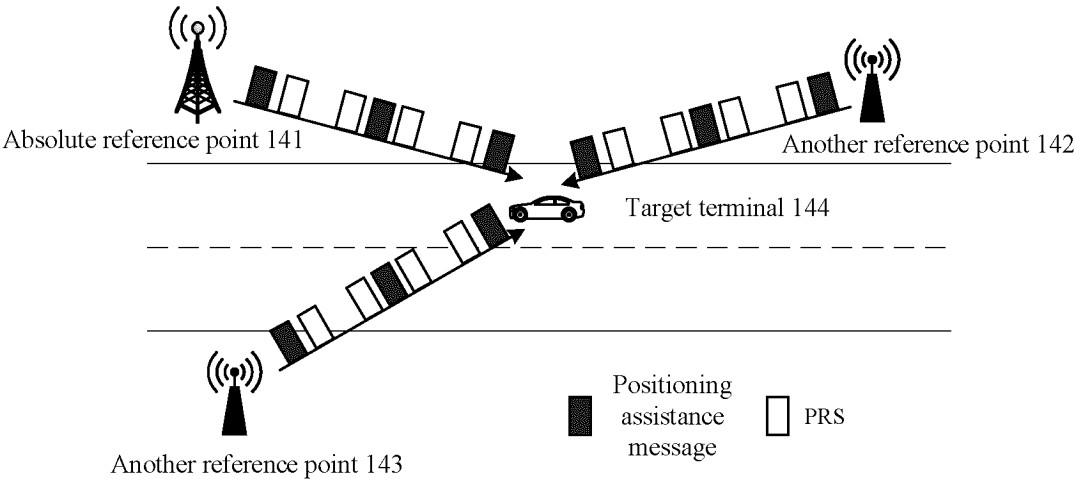 Absolute reference point 141
Another reference point 142
Target terminal 144
Positioning
assistance
message
PRS
Another reference point 143